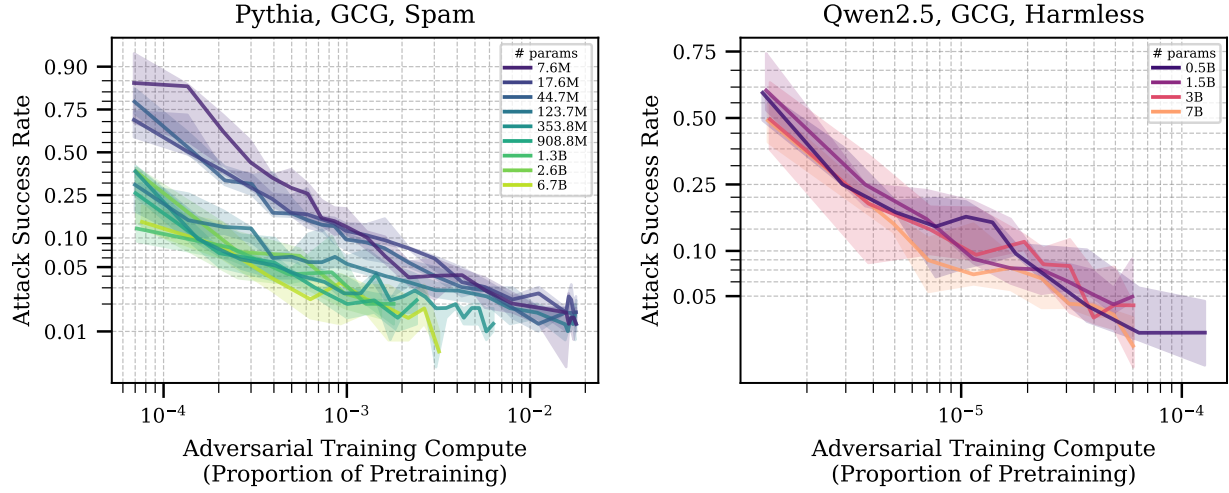 Pythia, GCG, Spam
Attack Success Rate
0.90
0.75
0.50
0.25
0.10
0.05
0.01
# params
7.6M
17.6M
44.7M
123.7M
353.8M
908.8M
1.3B
2.6B
6.7B
10⁻⁴
10⁻³
10⁻²
Adversarial Training Compute
(Proportion of Pretraining)
Qwen2.5, GCG, Harmless
Attack Success Rate
0.75
0.50
0.25
0.10
0.05
# params
0.5B
1.5B
3B
7B
10⁻⁵
10⁻⁴
Adversarial Training Compute
(Proportion of Pretraining)